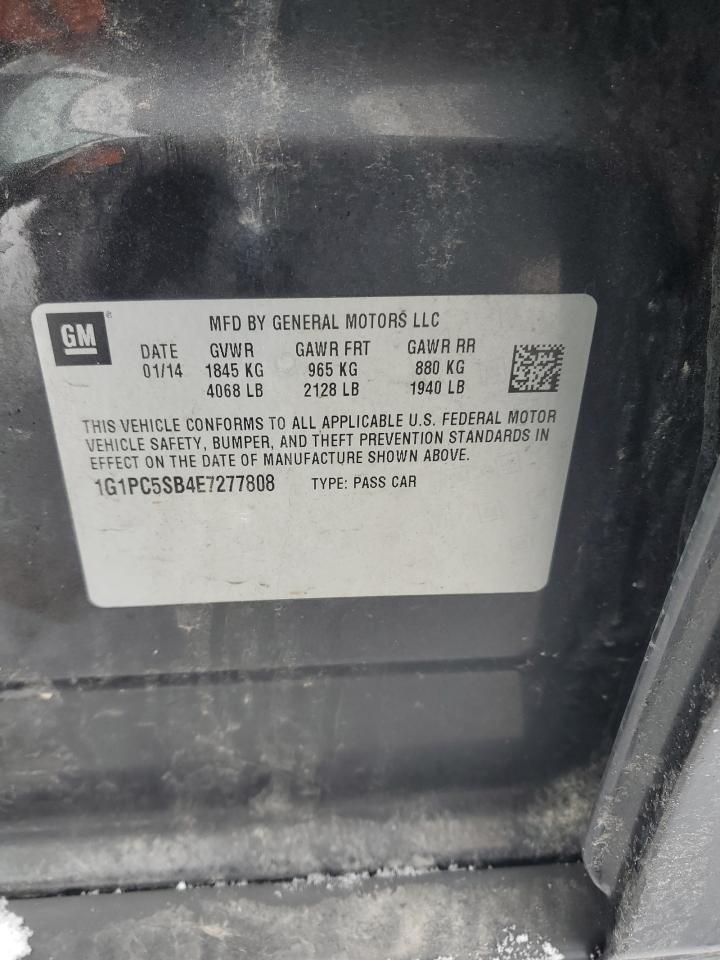 GM ®
MFD BY GENERAL MOTORS LLC
DATE GVWR GAWR FRT GAWR RR
01/14 1845 KG 965 KG 880 KG
4068 LB 2128 LB 1940 LB
THIS VEHICLE CONFORMS TO ALL APPLICABLE U.S. FEDERAL MOTOR
VEHICLE SAFETY, BUMPER, AND THEFT PREVENTION STANDARDS IN
EFFECT ON THE DATE OF MANUFACTURE SHOWN ABOVE.
1G1PC5SB4E7277808 TYPE: PASS CAR